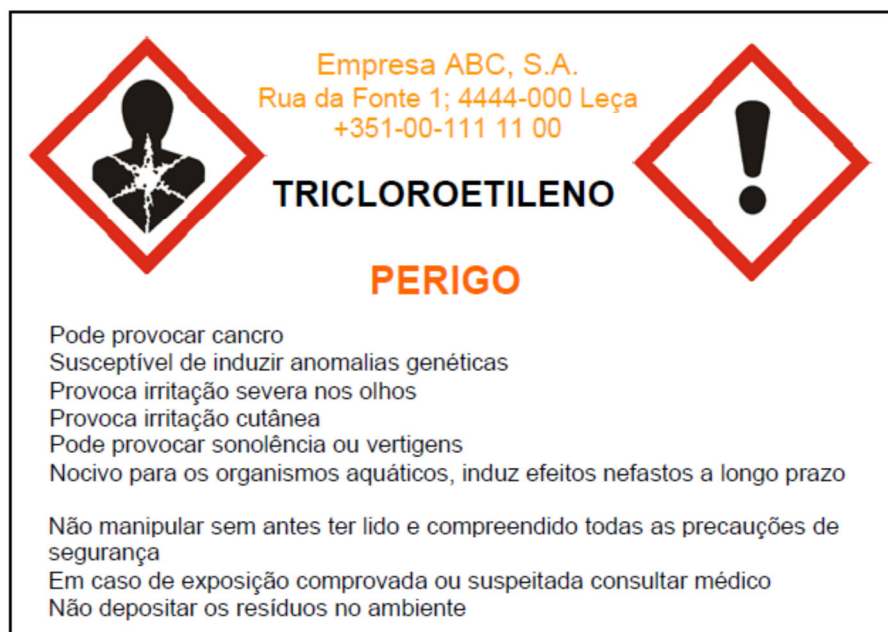 Empresa ABC, S.A.
Rua da Fonte 1; 4444-000 Leça
+351-00-111 11 00
TRICLOROETILENO
PERIGO
Pode provocar cancro
Susceptível de induzir anomalias genéticas
Provoca irritação severa nos olhos
Provoca irritação cutânea
Pode provocar sonolência ou vertigens
Nocivo para os organismos aquáticos, induz efeitos nefastos a longo prazo
Não manipular sem antes ter lido e compreendido todas as precauções de
segurança
Em caso de exposição comprovada ou suspeitada consultar médico
Não depositar os resíduos no ambiente